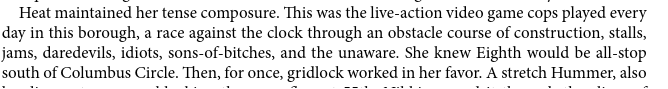 Heat maintained her tense composure. This was the live-action video game cops played every
day in this borough, a race against the clock through an obstacle course of construction, stalls,
jams, daredevils, idiots, sons-of-bitches, and the unaware. She knew Eighth would be all-stop
south of Columbus Circle. Then, for once, gridlock worked in her favor. A stretch Hummer, also